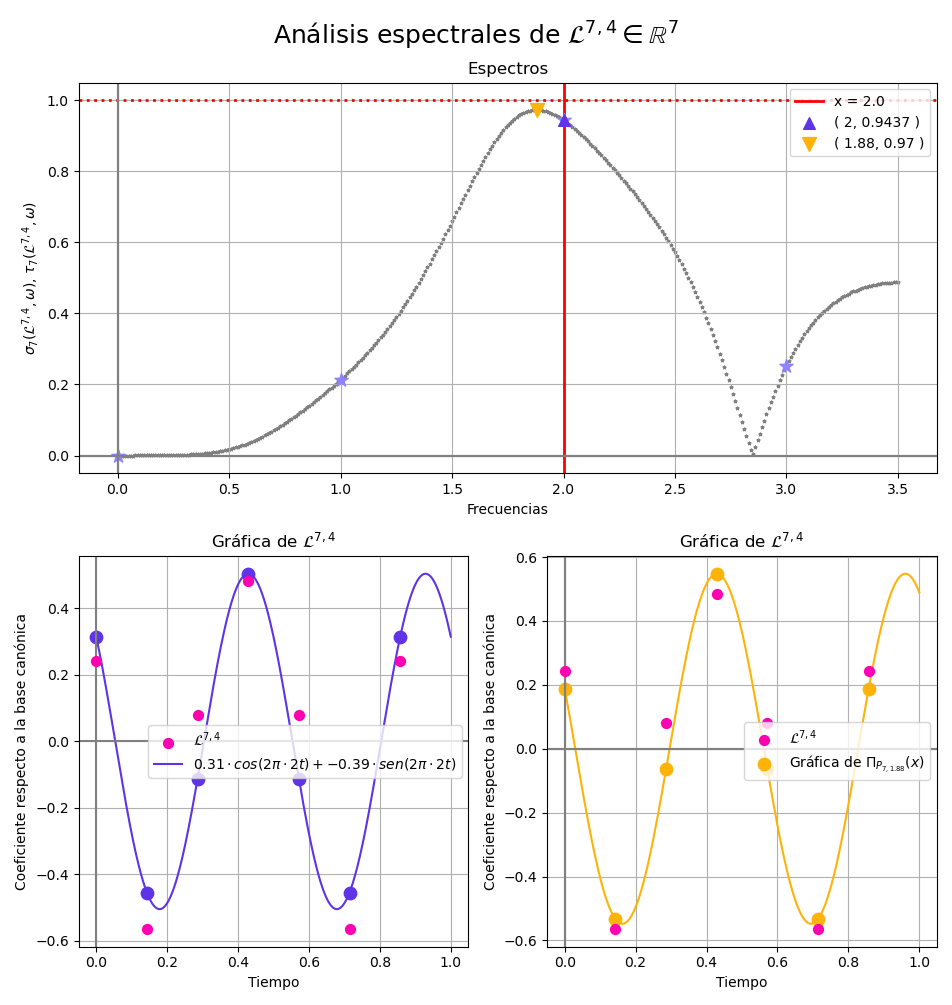 Análisis espectrales de ℒ^{7,4} ∈ ℝ^7
Espectros
σ_7(ℒ^{7,4}, ω), τ_7(ℒ^{7,4}, ω)
1.0
0.8
0.6
0.4
0.2
0.0
x = 2.0
( 2, 0.9437 )
( 1.88, 0.97 )
0.0 0.5 1.0 1.5 2.0 2.5 3.0 3.5
Frecuencias
Gráfica de ℒ^{7,4}
Coeficiente respecto a la base canónica
0.4
0.2
0.0
−0.2
−0.4
−0.6
ℒ^{7,4}
0.31 · cos(2π · 2t) + −0.39 · sen(2π · 2t)
0.0 0.2 0.4 0.6 0.8 1.0
Tiempo
Gráfica de ℒ^{7,4}
Coeficiente respecto a la base canónica
0.6
0.4
0.2
0.0
−0.2
−0.4
−0.6
ℒ^{7,4}
Gráfica de Π_{P_{7,1.88}}(x)
0.0 0.2 0.4 0.6 0.8 1.0
Tiempo